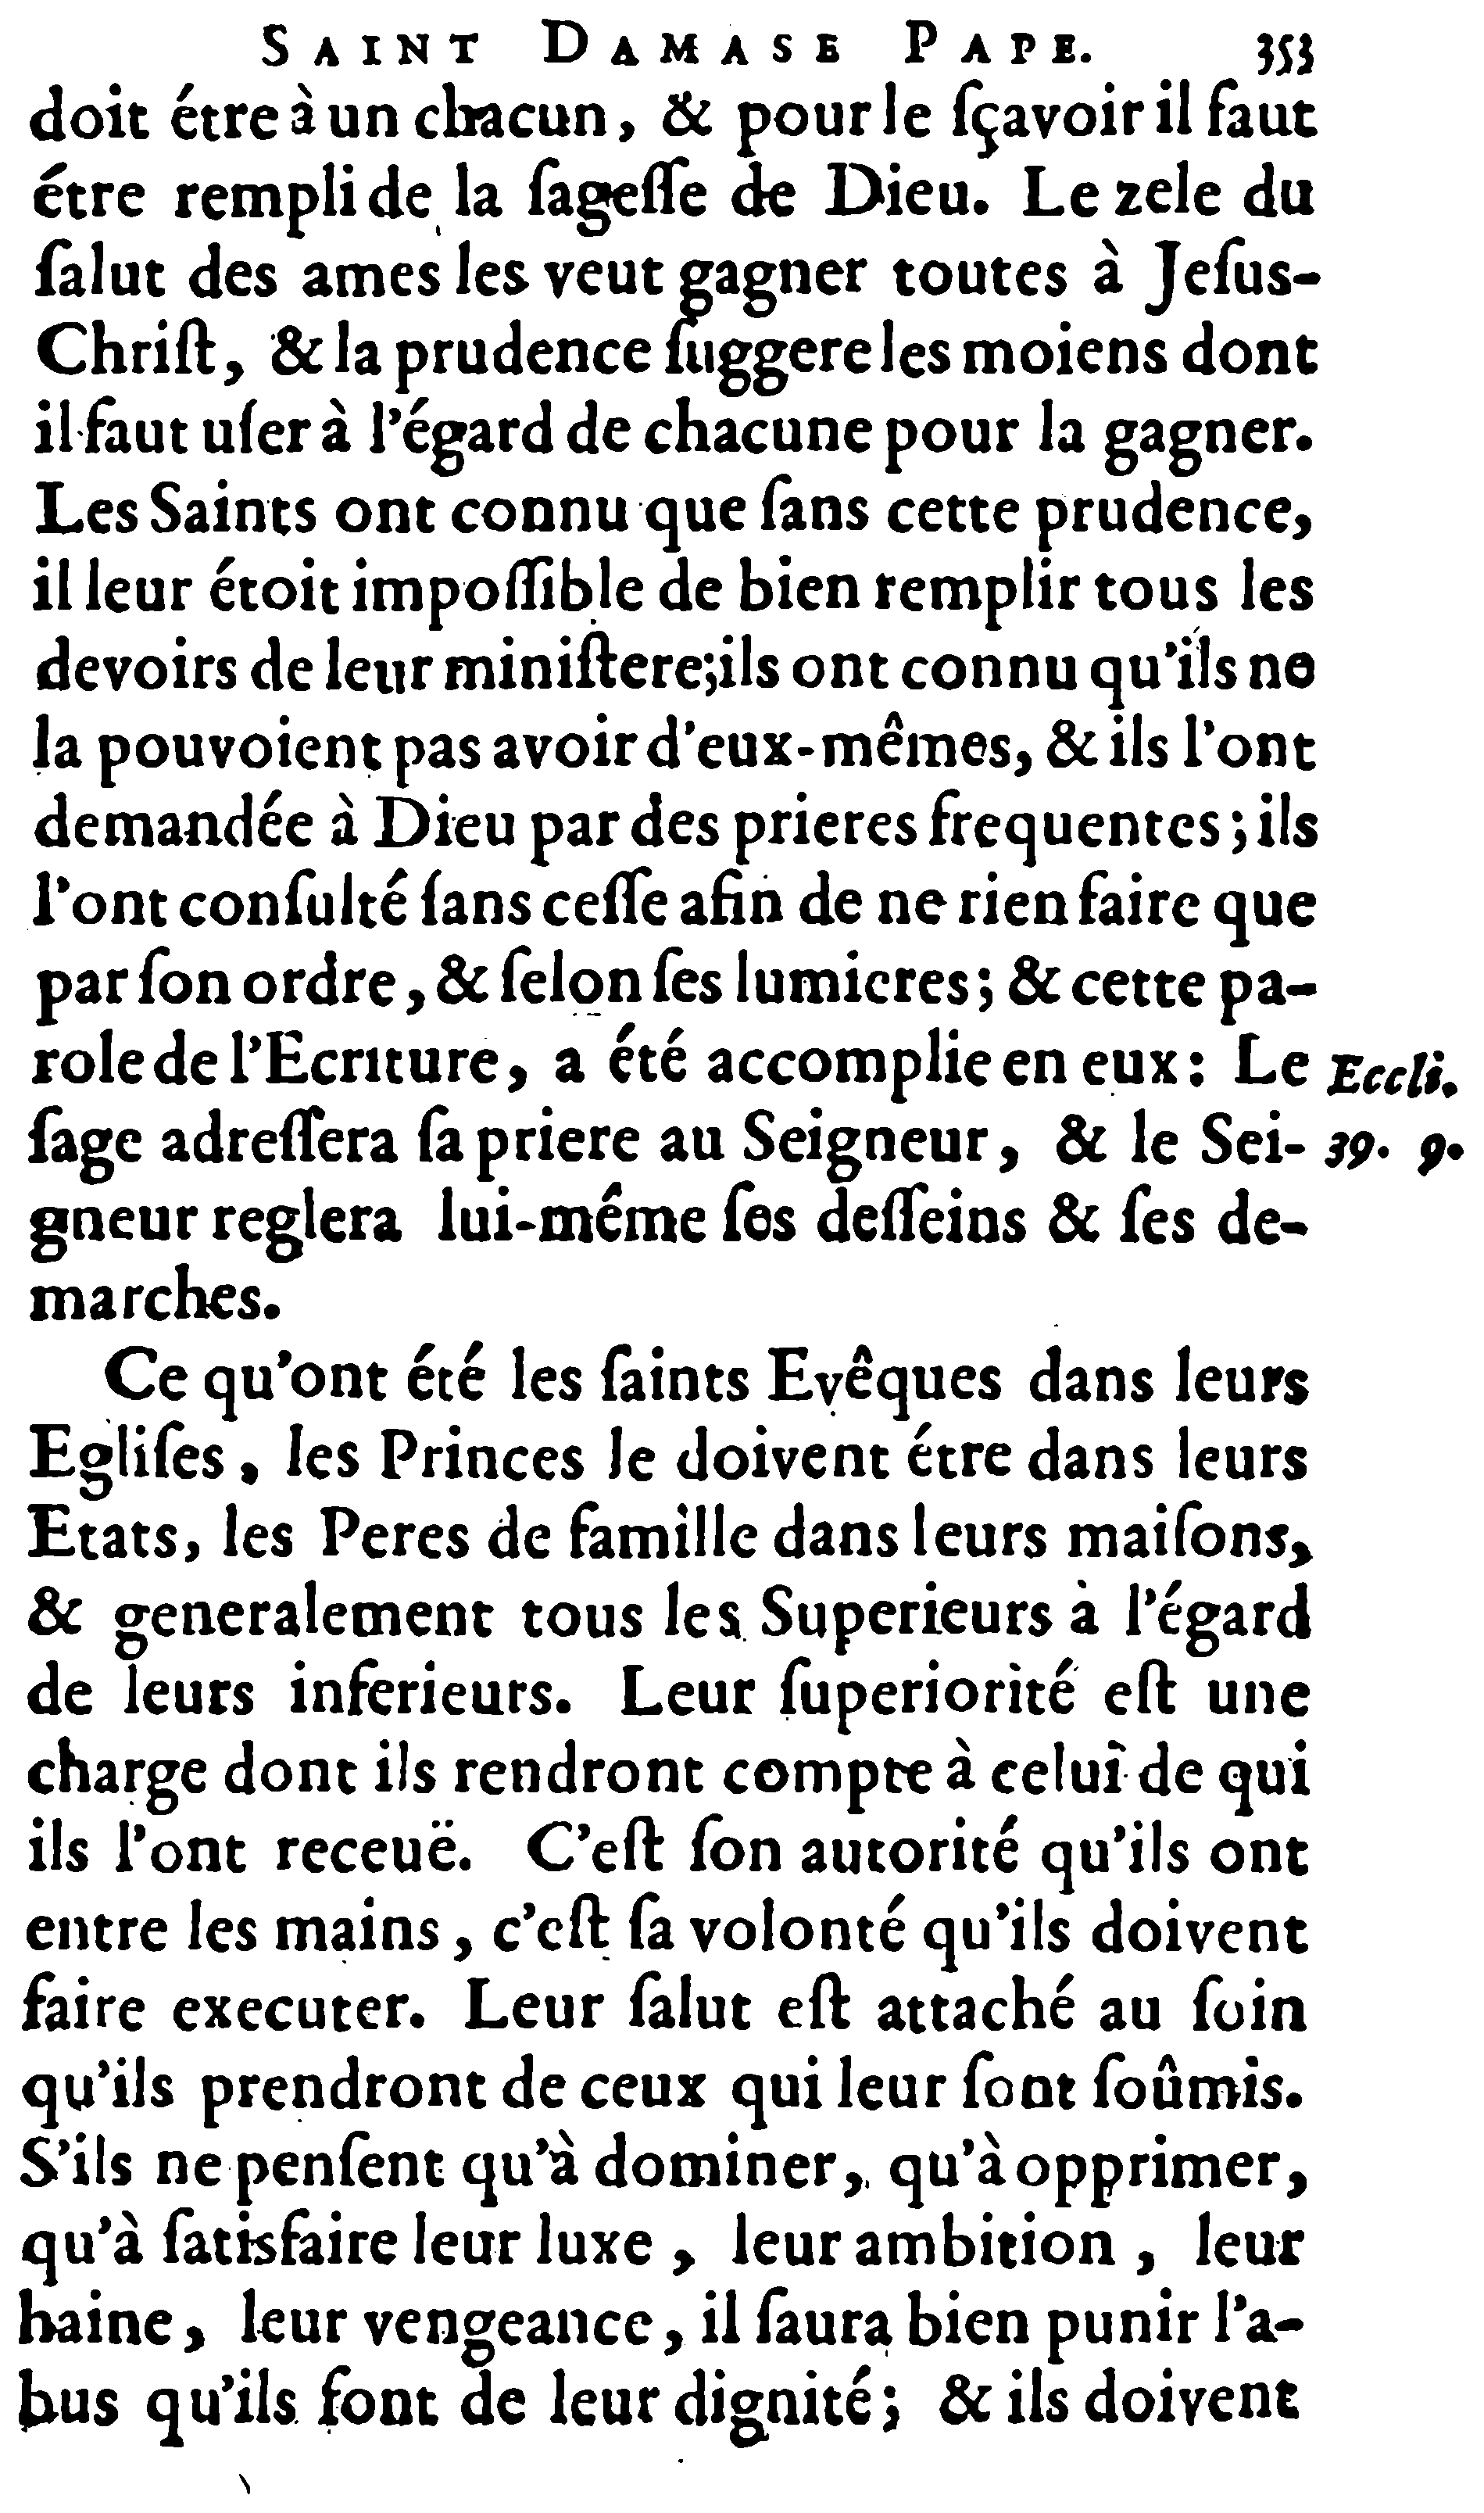 SAINT DAMASE PAPE. 353
doit étre à un chacun, & pour le ſçavoir il faut
étre rempli de la ſageſſe de Dieu. Le zele du
ſalut des ames les veut gagner toutes à Jeſus-
Chriſt, & la prudence ſuggere les moiens dont
il faut uſer à l'égard de chacune pour la gagner.
Les Saints ont connu que ſans cette prudence,
il leur étoit impoſſible de bien remplir tous les
devoirs de leur miniſtere; ils ont connu qu'ils ne
la pouvoient pas avoir d'eux-mêmes, & ils l'ont
demandée à Dieu par des prieres frequentes; ils
l'ont conſulté ſans ceſſe afin de ne rien faire que
par ſon ordre, & ſelon ſes lumieres; & cette pa-
role de l'Ecriture, a été accomplie en eux: Le Eccli.
ſage adreſſera ſa priere au Seigneur, & le Sei- 39. 9.
gneur reglera lui-méme ſes deſſeins & ſes de-
marches.
Ce qu'ont été les ſaints Evêques dans leurs
Egliſes, les Princes le doivent étre dans leurs
Etats, les Peres de famille dans leurs maiſons,
& generalement tous les Superieurs à l'égard
de leurs inferieurs. Leur ſuperiorité eſt une
charge dont ils rendront compte à celui de qui
ils l'ont receuë. C'eſt ſon autorité qu'ils ont
entre les mains, c'eſt ſa volonté qu'ils doivent
faire executer. Leur ſalut eſt attaché au ſoin
qu'ils prendront de ceux qui leur ſont ſoûmis.
S'ils ne penſent qu'à dominer, qu'à opprimer,
qu'à ſatisfaire leur luxe, leur ambition, leur
haine, leur vengeance, il ſaura bien punir l'a-
bus qu'ils font de leur dignité; & ils doivent